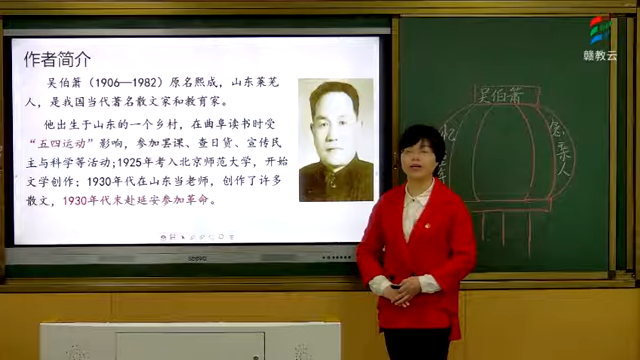 作者简介
吴伯箫（1906—1982）原名熙成，山东莱芜
人，是我国当代著名散文家和教育家。
他出生于山东的一个乡村，在曲阜读书时受
“五四运动”影响，参加罢课、查日货、宣传民
主与科学等活动；1925年考入北京师范大学，开始
文学创作；1930年代在山东当老师，创作了许多
散文，1930年代末赴延安参加革命。
赣教云
吴伯箫
忆